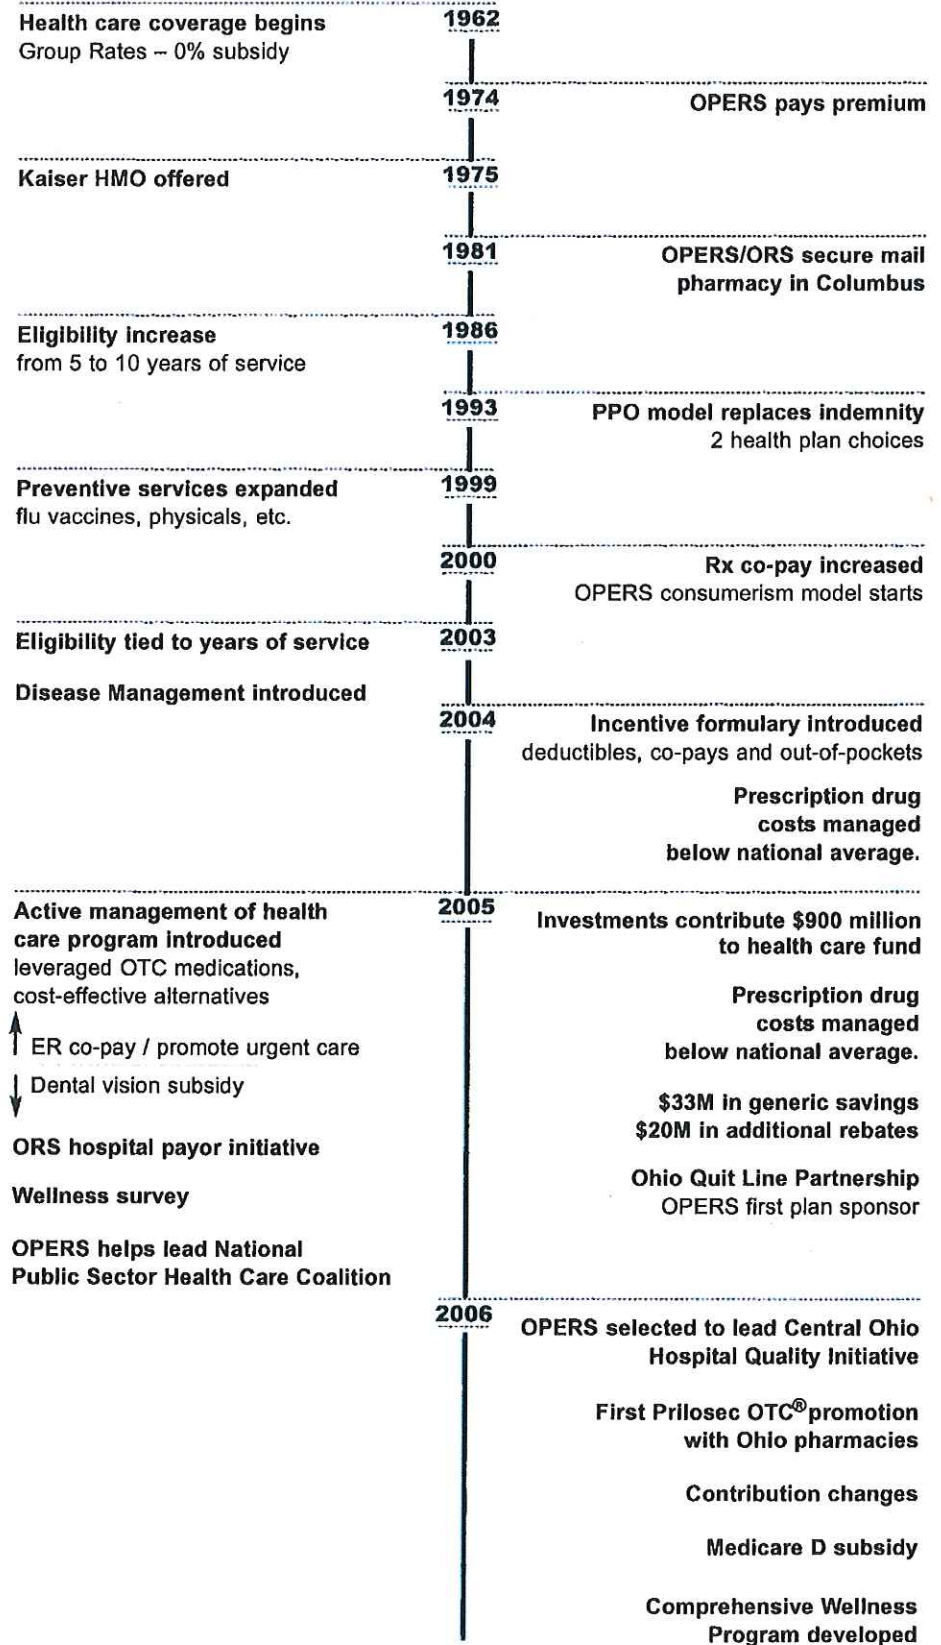 1962
Health care coverage begins
Group Rates – 0% subsidy
1974
OPERS pays premium
1975
Kaiser HMO offered
1981
OPERS/ORS secure mail
pharmacy in Columbus
1986
Eligibility increase
from 5 to 10 years of service
1993
PPO model replaces indemnity
2 health plan choices
1999
Preventive services expanded
flu vaccines, physicals, etc.
2000
Rx co-pay increased
OPERS consumerism model starts
2003
Eligibility tied to years of service
Disease Management introduced
2004
Incentive formulary introduced
deductibles, co-pays and out-of-pockets
Prescription drug
costs managed
below national average.
2005
Active management of health
care program introduced
leveraged OTC medications,
cost-effective alternatives
ER co-pay / promote urgent care
Dental vision subsidy
ORS hospital payor initiative
Wellness survey
OPERS helps lead National
Public Sector Health Care Coalition
Investments contribute $900 million
to health care fund
Prescription drug
costs managed
below national average.
$33M in generic savings
$20M in additional rebates
Ohio Quit Line Partnership
OPERS first plan sponsor
2006
OPERS selected to lead Central Ohio
Hospital Quality Initiative
First Prilosec OTC® promotion
with Ohio pharmacies
Contribution changes
Medicare D subsidy
Comprehensive Wellness
Program developed